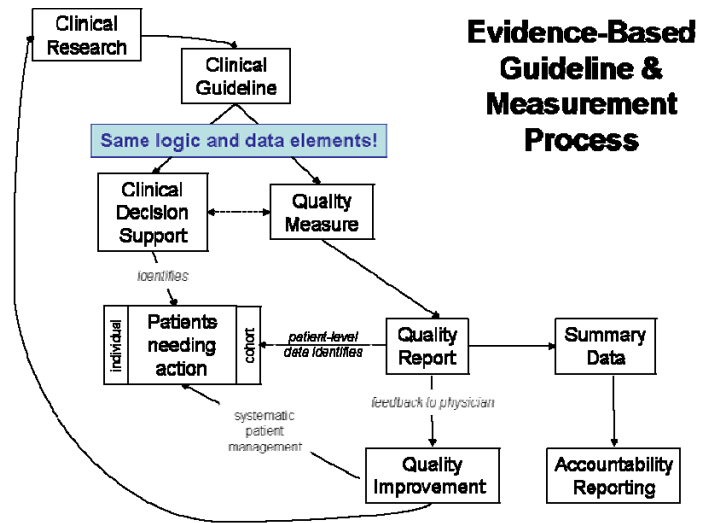 Evidence-Based
Guideline &
Measurement
Process
Clinical
Research
Clinical
Guideline
Same logic and data elements!
Clinical
Decision
Support
Quality
Measure
identifies
individual
Patients
needing
action
cohort
patient-level
data identifies
Quality
Report
Summary
Data
feedback to physician
systematic
patient
management
Quality
Improvement
Accountability
Reporting